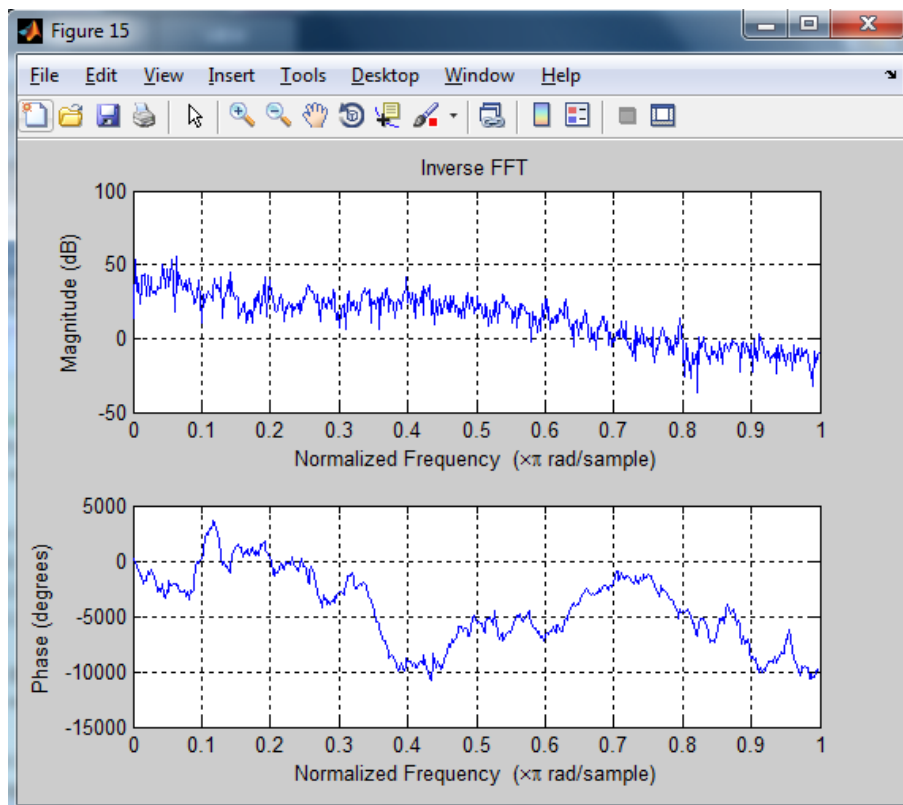 Figure 15
File Edit View Insert Tools Desktop Window Help
Inverse FFT
100
50
0
-50
Magnitude (dB)
0 0.1 0.2 0.3 0.4 0.5 0.6 0.7 0.8 0.9 1
Normalized Frequency (×π rad/sample)
5000
0
-5000
-10000
-15000
Phase (degrees)
0 0.1 0.2 0.3 0.4 0.5 0.6 0.7 0.8 0.9 1
Normalized Frequency (×π rad/sample)